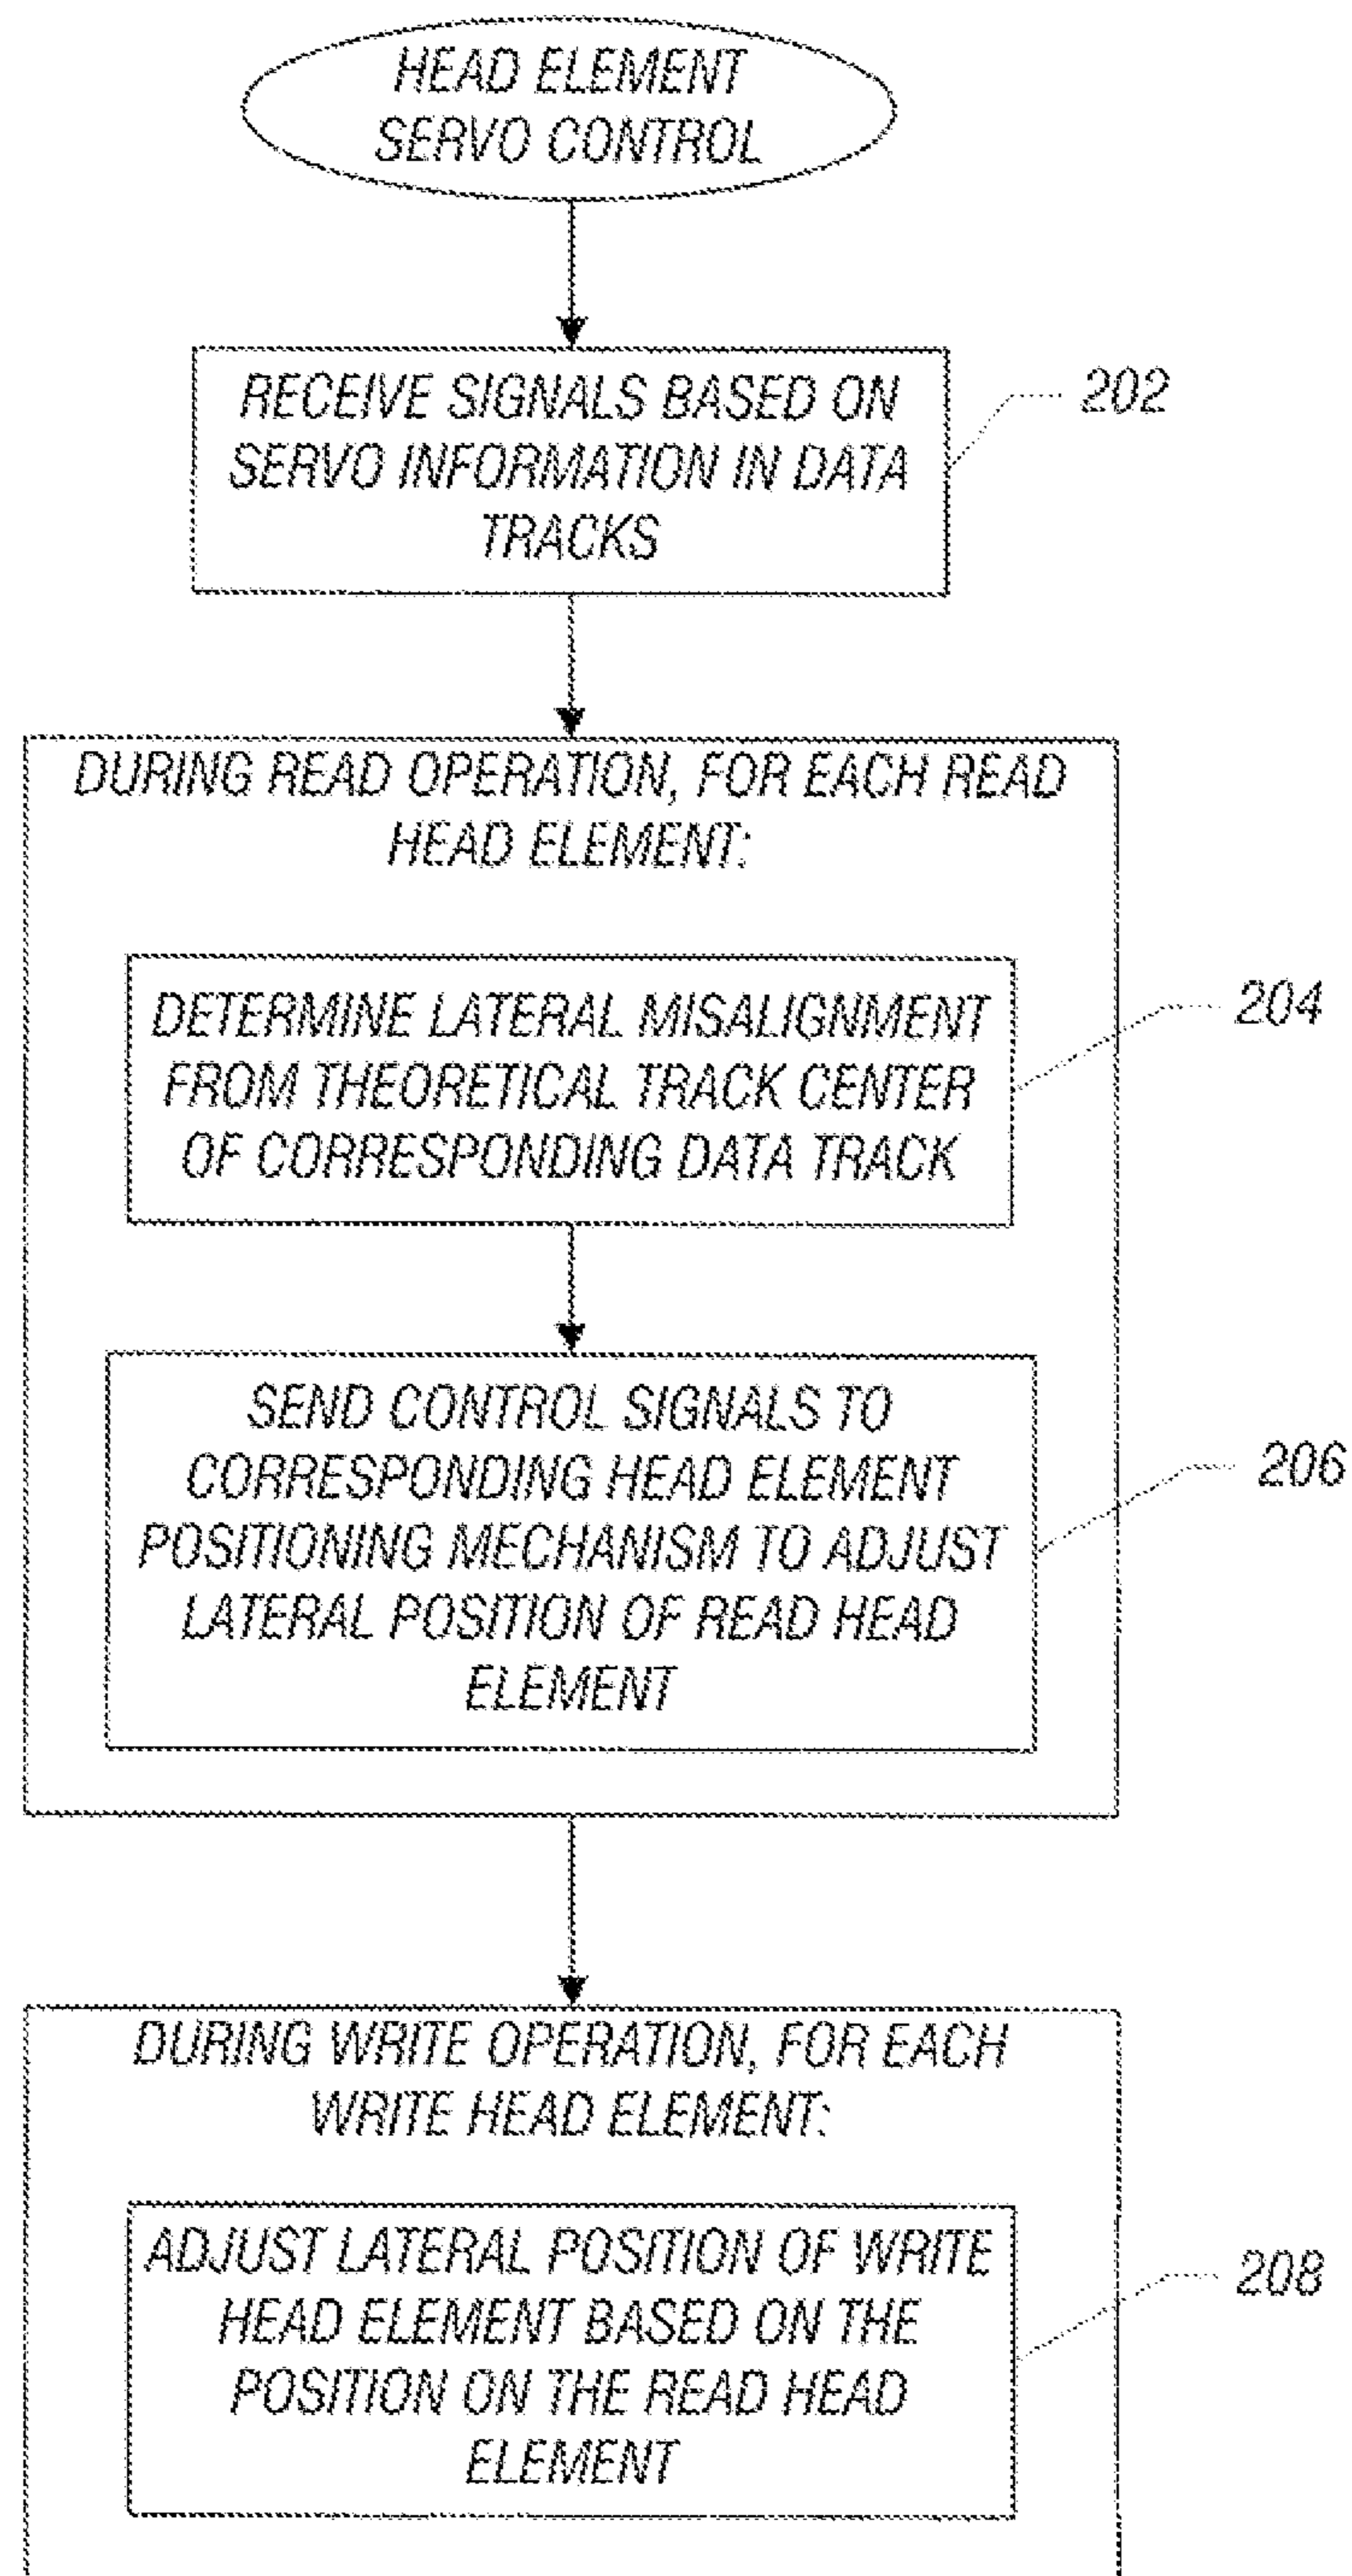 HEAD ELEMENT
SERVO CONTROL
RECEIVE SIGNALS BASED ON
SERVO INFORMATION IN DATA
TRACKS
202
DURING READ OPERATION, FOR EACH READ
HEAD ELEMENT:
DETERMINE LATERAL MISALIGNMENT
FROM THEORETICAL TRACK CENTER
OF CORRESPONDING DATA TRACK
204
SEND CONTROL SIGNALS TO
CORRESPONDING HEAD ELEMENT
POSITIONING MECHANISM TO ADJUST
LATERAL POSITION OF READ HEAD
ELEMENT
206
DURING WRITE OPERATION, FOR EACH
WRITE HEAD ELEMENT:
ADJUST LATERAL POSITION OF WRITE
HEAD ELEMENT BASED ON THE
POSITION ON THE READ HEAD
ELEMENT
208